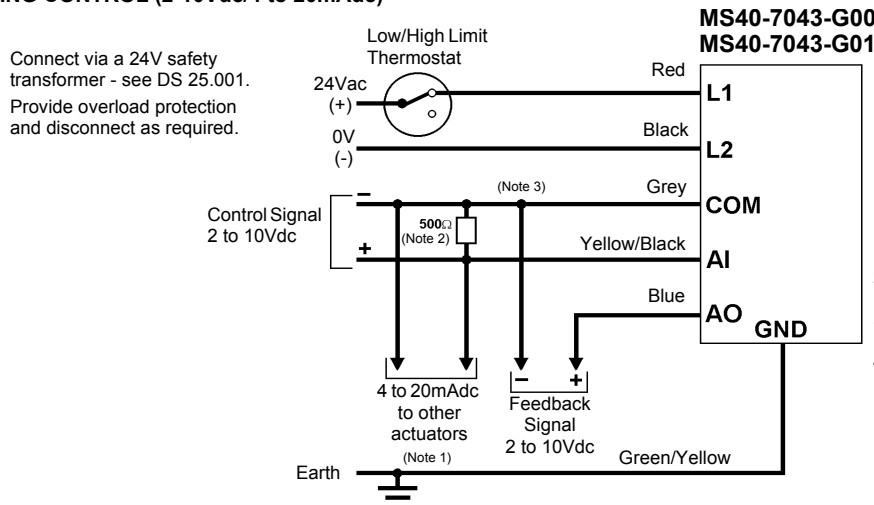 MS40-7043-G00
MS40-7043-G01
Connect via a 24V safety
transformer - see DS 25.001.
Provide overload protection
and disconnect as required.
Low/High Limit
Thermostat
24Vac
(+)
0V
(-)
Red
L1
Black
L2
Control Signal
2 to 10Vdc
–
+
500Ω
(Note 2)
(Note 3)
Grey
COM
Yellow/Black
AI
Blue
AO
GND
4 to 20mAdc
to other
actuators
(Note 1)
– +
Feedback
Signal
2 to 10Vdc
Earth
Green/Yellow